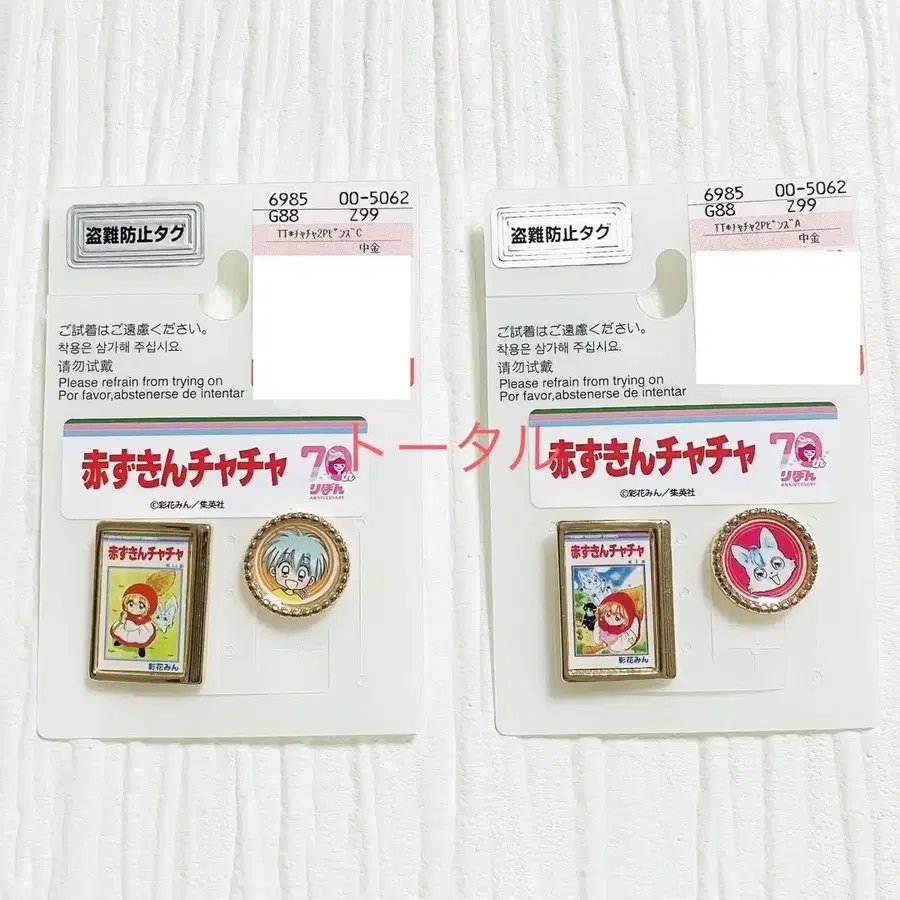 盗難防止タグ
6985 00-5062
G88 Z99
TT*チャチャ2Pピンズ C
中金
ご試着はご遠慮ください。
착용은 삼가해 주십시요.
请勿试戴
Please refrain from trying on
Por favor,abstenerse de intentar
赤ずきんチャチャ
70th
りぼん
ANNIVERSARY
©彩花みん/集英社
赤ずきんチャチャ
彩花みん
トータル
盗難防止タグ
6985 00-5062
G88 Z99
TT*チャチャ2Pピンズ A
中金
ご試着はご遠慮ください。
착용은 삼가해 주십시요.
请勿试戴
Please refrain from trying on
Por favor,abstenerse de intentar
赤ずきんチャチャ
70th
りぼん
ANNIVERSARY
©彩花みん/集英社
赤ずきんチャチャ
彩花みん